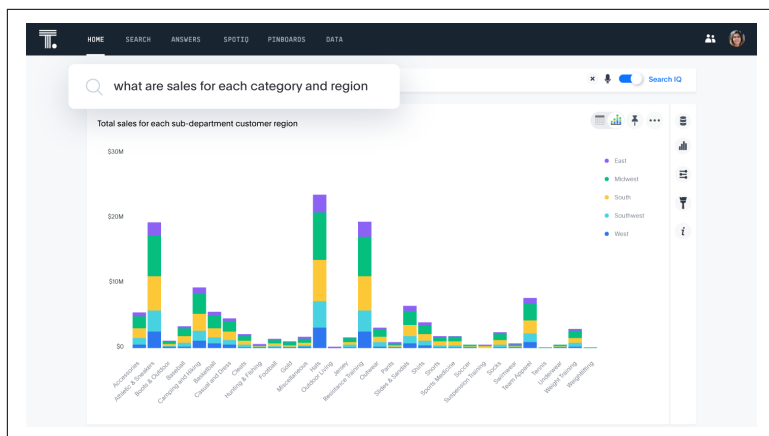 T.
HOME SEARCH ANSWERS SPOTIQ PINBOARDS DATA
what are sales for each category and region
Search IQ
Total sales for each sub-department customer region
$30M
$20M
$10M
$0
East
Midwest
South
Southwest
West
i
Accessories
Athletic & Sneakers
Boots & Outdoor
Baseball
Camping and Hiking
Basketball
Casual and Dress
Cleats
Hunting & Fishing
Football
Gold
Miscellaneous
Hats
Outdoor Living
Jersey
Resistance Training
Outwear
Pants
Slides & Sandals
Shirts
Shorts
Sports Medicine
Soccer
Suspension Training
Socks
Swimwear
Team Apparel
Tennis
Underwear
Weight Training
Weightlifting